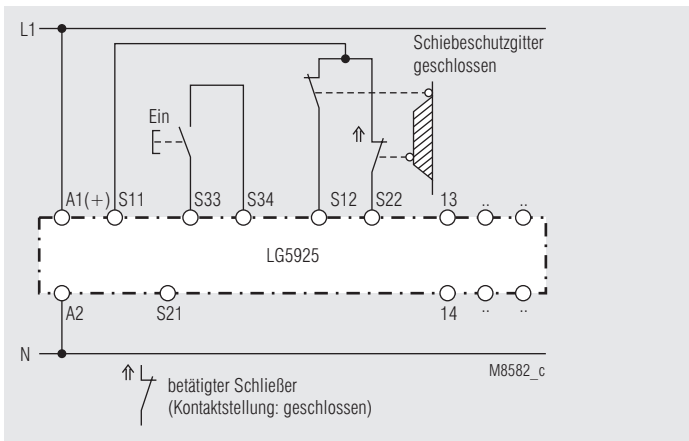 L1
Schiebeschutzgitter
geschlossen
Ein
A1(+) S11 S33 S34 S12 S22 13 .. ..
LG5925
A2 S21 14 .. ..
N
M8582_c
betätigter Schließer
(Kontaktstellung: geschlossen)